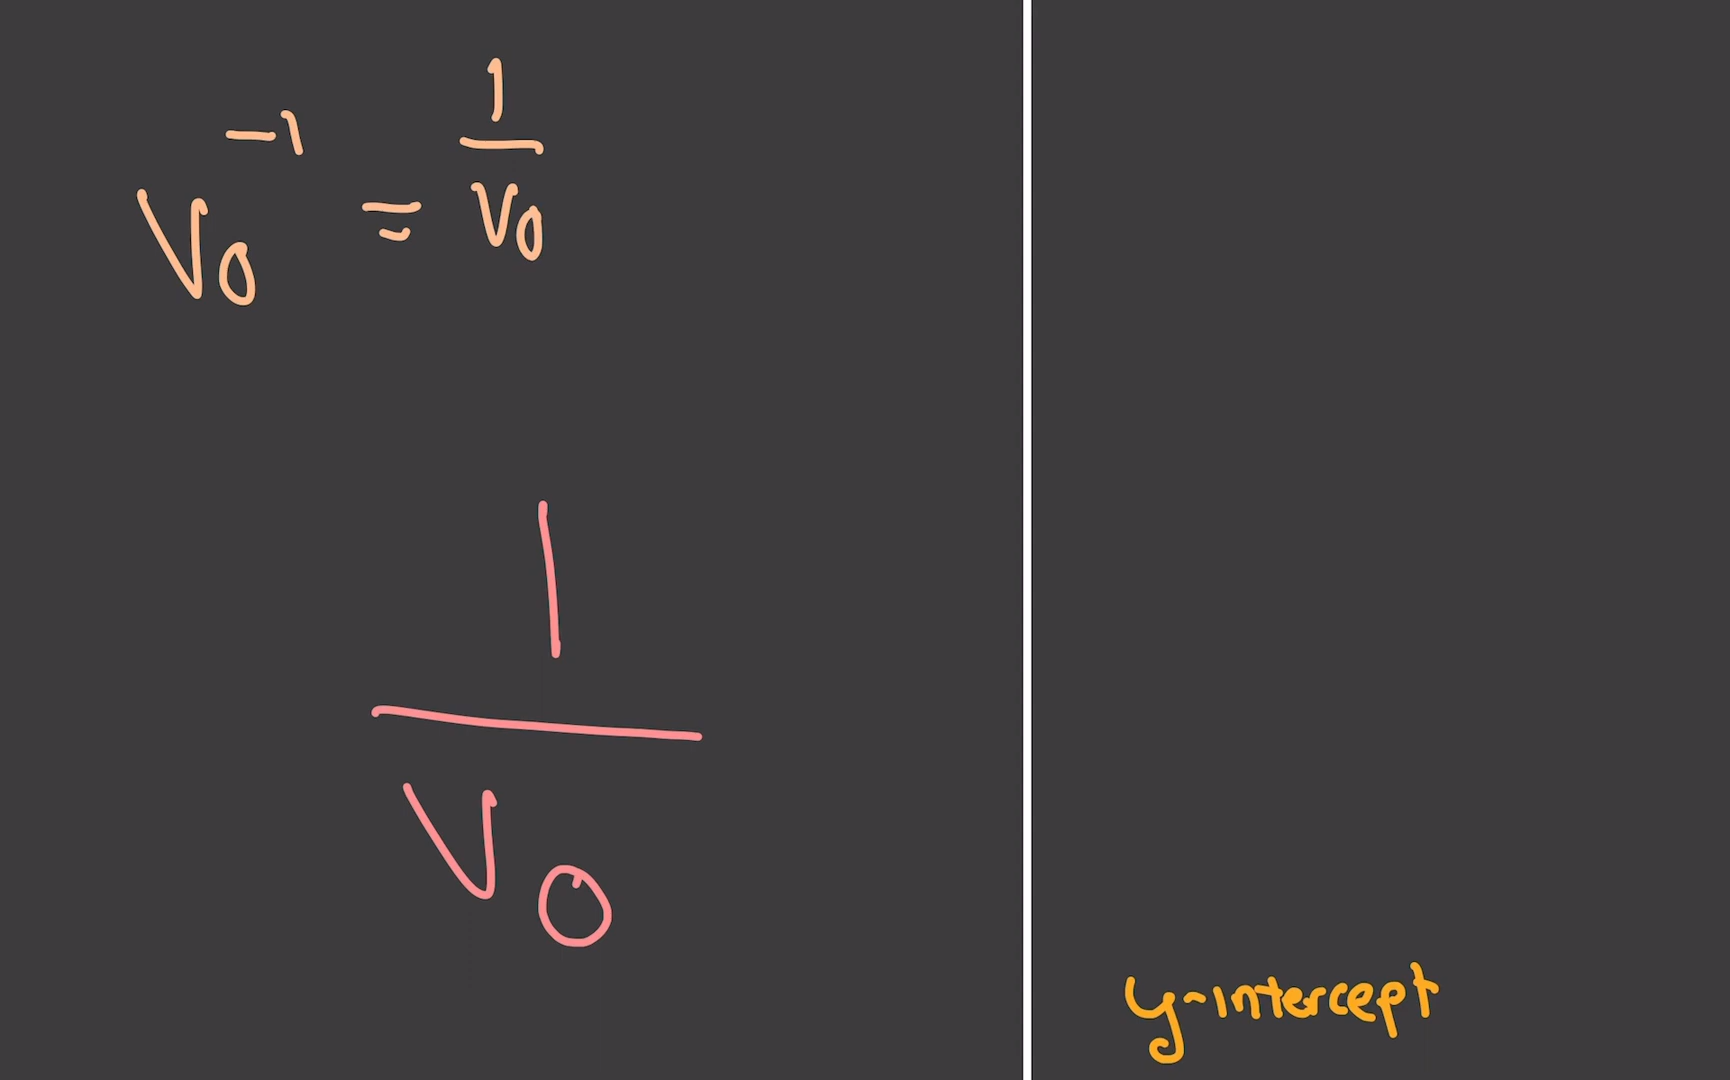 V₀⁻¹ = 1/V₀
1/V₀
y-intercept